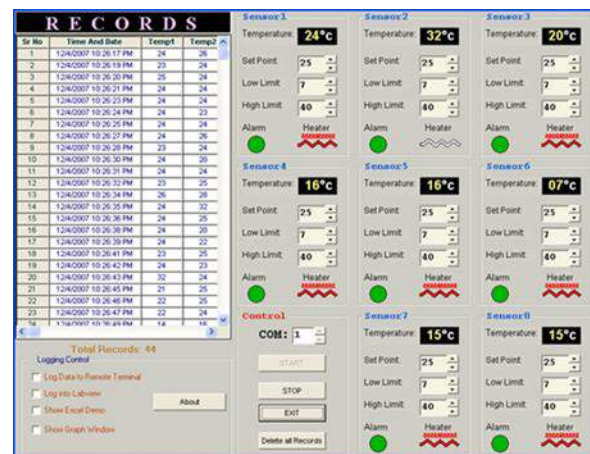 RECORDS
Sr No Time And Date Temp1 Temp2
1 12/4/2007 10:26:17 PM 24 26
2 12/4/2007 10:26:19 PM 23 24
3 12/4/2007 10:26:20 PM 25 24
4 12/4/2007 10:26:21 PM 24 24
5 12/4/2007 10:26:23 PM 24 24
6 12/4/2007 10:26:24 PM 24 23
7 12/4/2007 10:26:25 PM 24 24
8 12/4/2007 10:26:27 PM 24 26
9 12/4/2007 10:26:28 PM 23 24
10 12/4/2007 10:26:30 PM 24 20
11 12/4/2007 10:26:31 PM 24 24
12 12/4/2007 10:26:32 PM 23 25
13 12/4/2007 10:26:34 PM 26 28
14 12/4/2007 10:26:35 PM 24 32
15 12/4/2007 10:26:36 PM 24 25
16 12/4/2007 10:26:38 PM 24 20
17 12/4/2007 10:26:39 PM 24 22
18 12/4/2007 10:26:41 PM 23 25
19 12/4/2007 10:26:42 PM 24 23
20 12/4/2007 10:26:43 PM 32 24
21 12/4/2007 10:26:45 PM 21 25
22 12/4/2007 10:26:46 PM 22 25
23 12/4/2007 10:26:47 PM 22 24
24 12/4/2007 10:26:49 PM 14 16
Total Records: 44
Logging Control
Log Data to Remote Terminal
Log into Labview
Show Excel Demo
Show Graph Window
About
Sensor1
Temperature: 24°c
Set Point 25
Low Limit 7
High Limit 40
Alarm Heater
Sensor2
Temperature: 32°c
Set Point 25
Low Limit 7
High Limit 40
Alarm Heater
Sensor3
Temperature: 20°c
Set Point 25
Low Limit 7
High Limit 40
Alarm Heater
Sensor4
Temperature: 16°c
Set Point 25
Low Limit 7
High Limit 40
Alarm Heater
Sensor5
Temperature: 16°c
Set Point 25
Low Limit 7
High Limit 40
Alarm Heater
Sensor6
Temperature: 07°c
Set Point 25
Low Limit 7
High Limit 40
Alarm Heater
Control
COM: 1
START
STOP
EXIT
Delete all Records
Sensor7
Temperature: 15°c
Set Point 25
Low Limit 7
High Limit 40
Alarm Heater
Sensor8
Temperature: 15°c
Set Point 25
Low Limit 7
High Limit 40
Alarm Heater